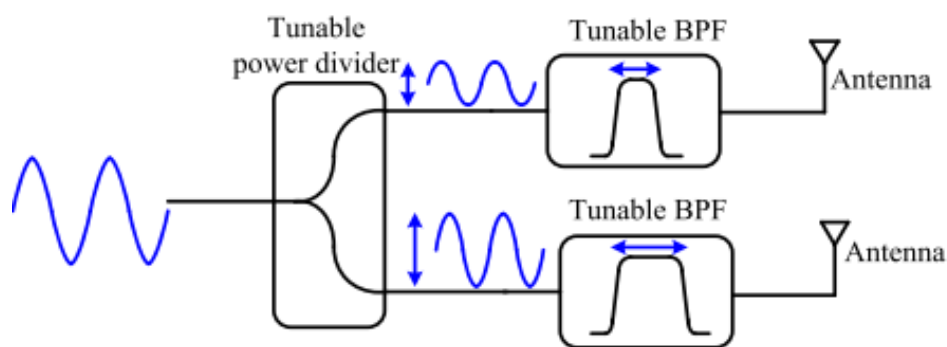 Tunable
power divider
Tunable BPF
Antenna
Tunable BPF
Antenna